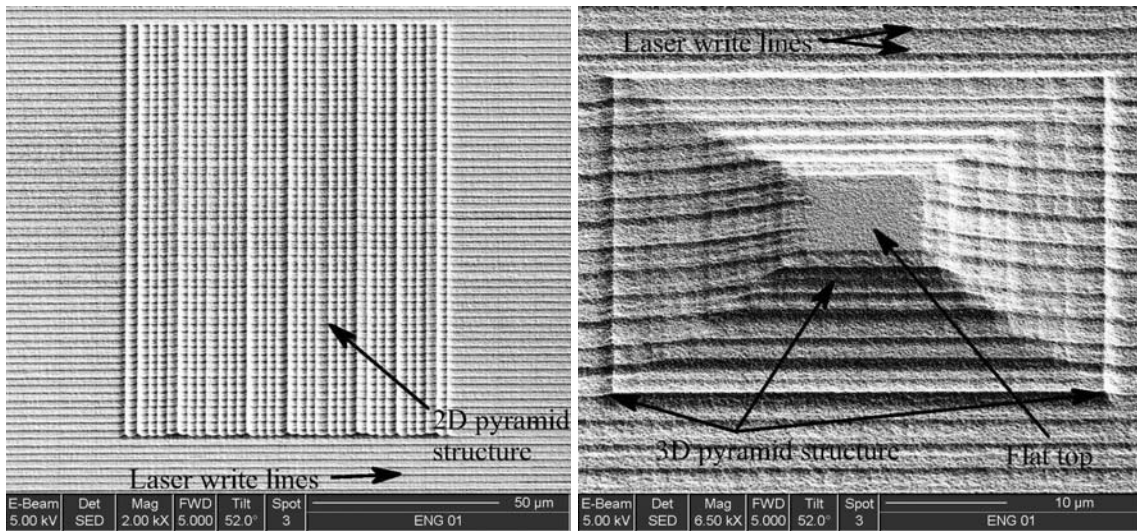 2D pyramid
structure
Laser write lines
E-Beam Det Mag FWD Tilt Spot 50 µm
5.00 kV SED 2.00 kX 5.000 52.0° 3 ENG 01
Laser write lines
3D pyramid structure
Flat top
E-Beam Det Mag FWD Tilt Spot 10 µm
5.00 kV SED 6.50 kX 5.000 52.0° 3 ENG 01